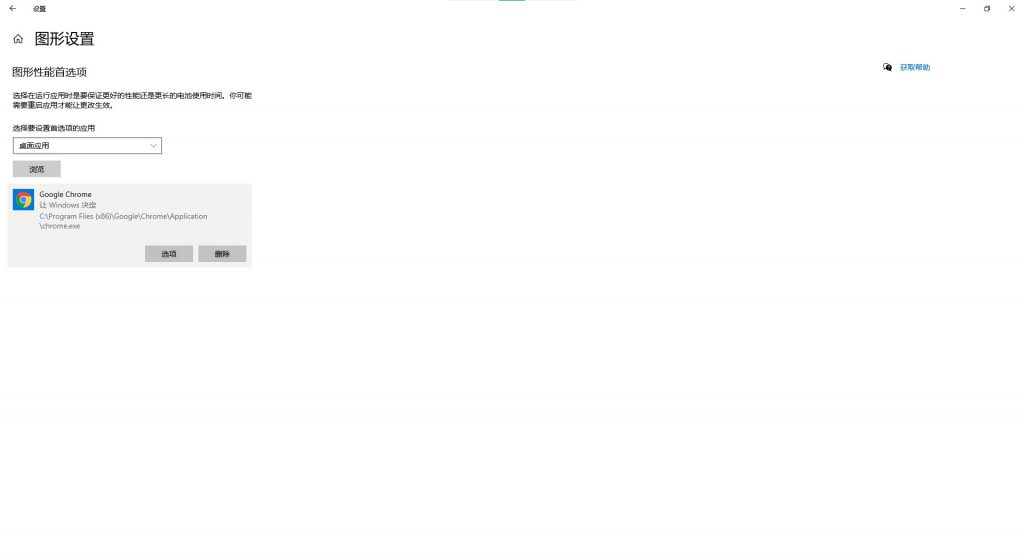 设置
图形设置
图形性能首选项
获取帮助
选择在运行应用时是要保证更好的性能还是更长的电池使用时间。你可能
需要重启应用才能让更改生效。
选择要设置首选项的应用
桌面应用
浏览
Google Chrome
让 Windows 决定
C:\Program Files (x86)\Google\Chrome\Application
\chrome.exe
选项
删除